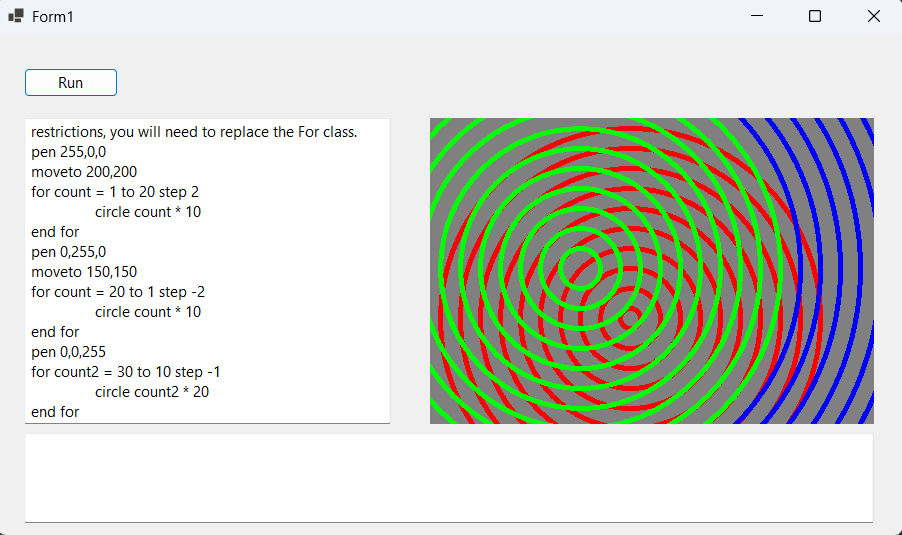 Form1
Run
restrictions, you will need to replace the For class.
pen 255,0,0
moveto 200,200
for count = 1 to 20 step 2
circle count * 10
end for
pen 0,255,0
moveto 150,150
for count = 20 to 1 step -2
circle count * 10
end for
pen 0,0,255
for count2 = 30 to 10 step -1
circle count2 * 20
end for